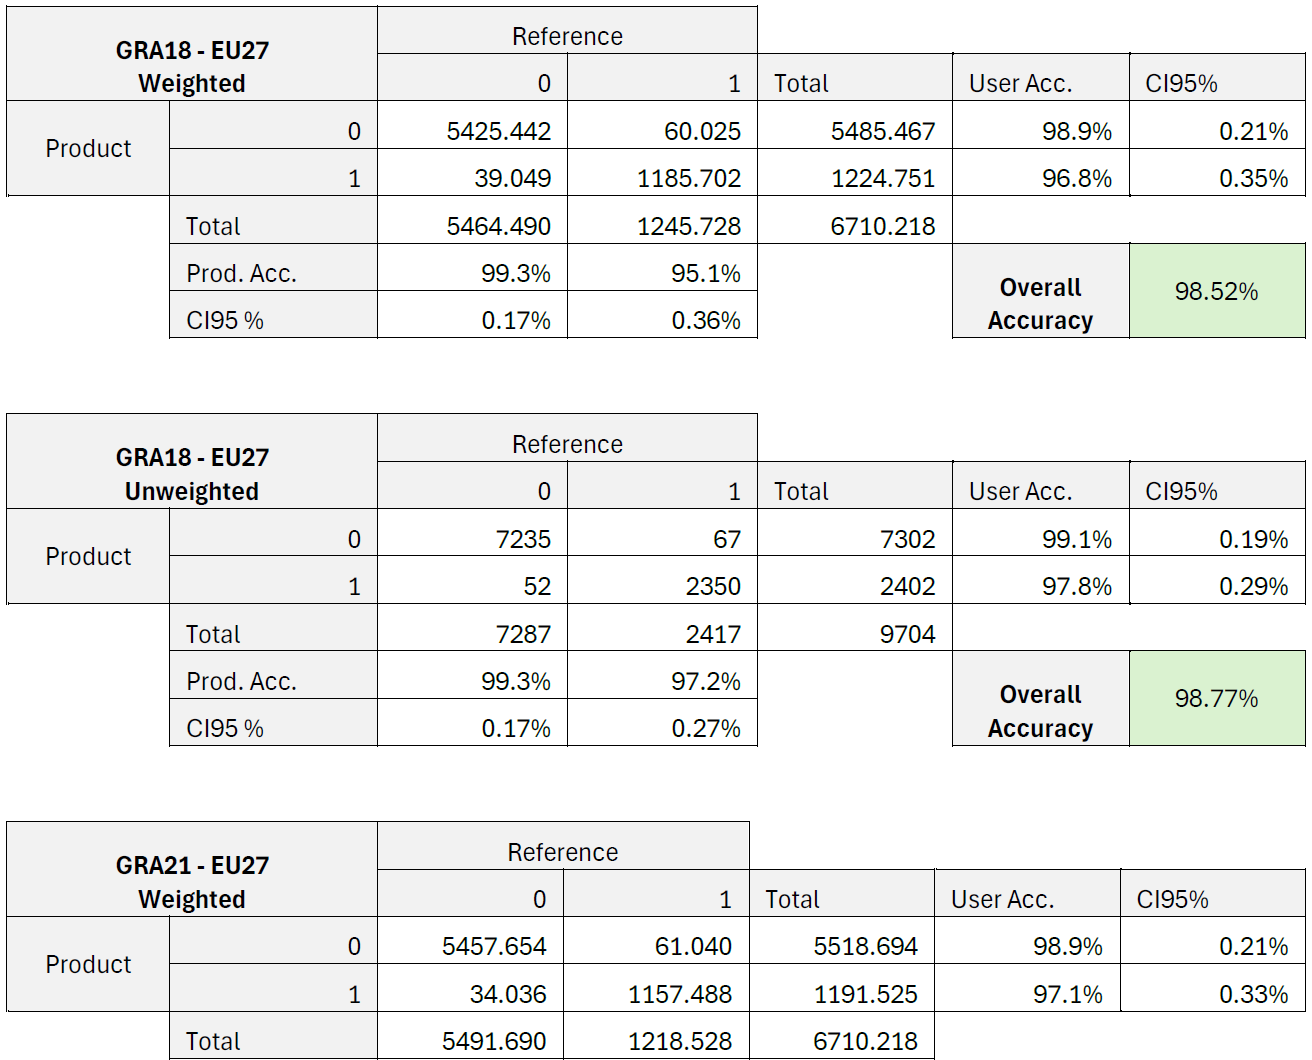 GRA18 - EU27
Weighted
Reference
0 1 Total User Acc. CI95%
Product
0 5425.442 60.025 5485.467 98.9% 0.21%
1 39.049 1185.702 1224.751 96.8% 0.35%
Total 5464.490 1245.728 6710.218
Prod. Acc. 99.3% 95.1%
CI95 % 0.17% 0.36%
Overall
Accuracy
98.52%
GRA18 - EU27
Unweighted
Reference
0 1 Total User Acc. CI95%
Product
0 7235 67 7302 99.1% 0.19%
1 52 2350 2402 97.8% 0.29%
Total 7287 2417 9704
Prod. Acc. 99.3% 97.2%
CI95 % 0.17% 0.27%
Overall
Accuracy
98.77%
GRA21 - EU27
Weighted
Reference
0 1 Total User Acc. CI95%
Product
0 5457.654 61.040 5518.694 98.9% 0.21%
1 34.036 1157.488 1191.525 97.1% 0.33%
Total 5491.690 1218.528 6710.218